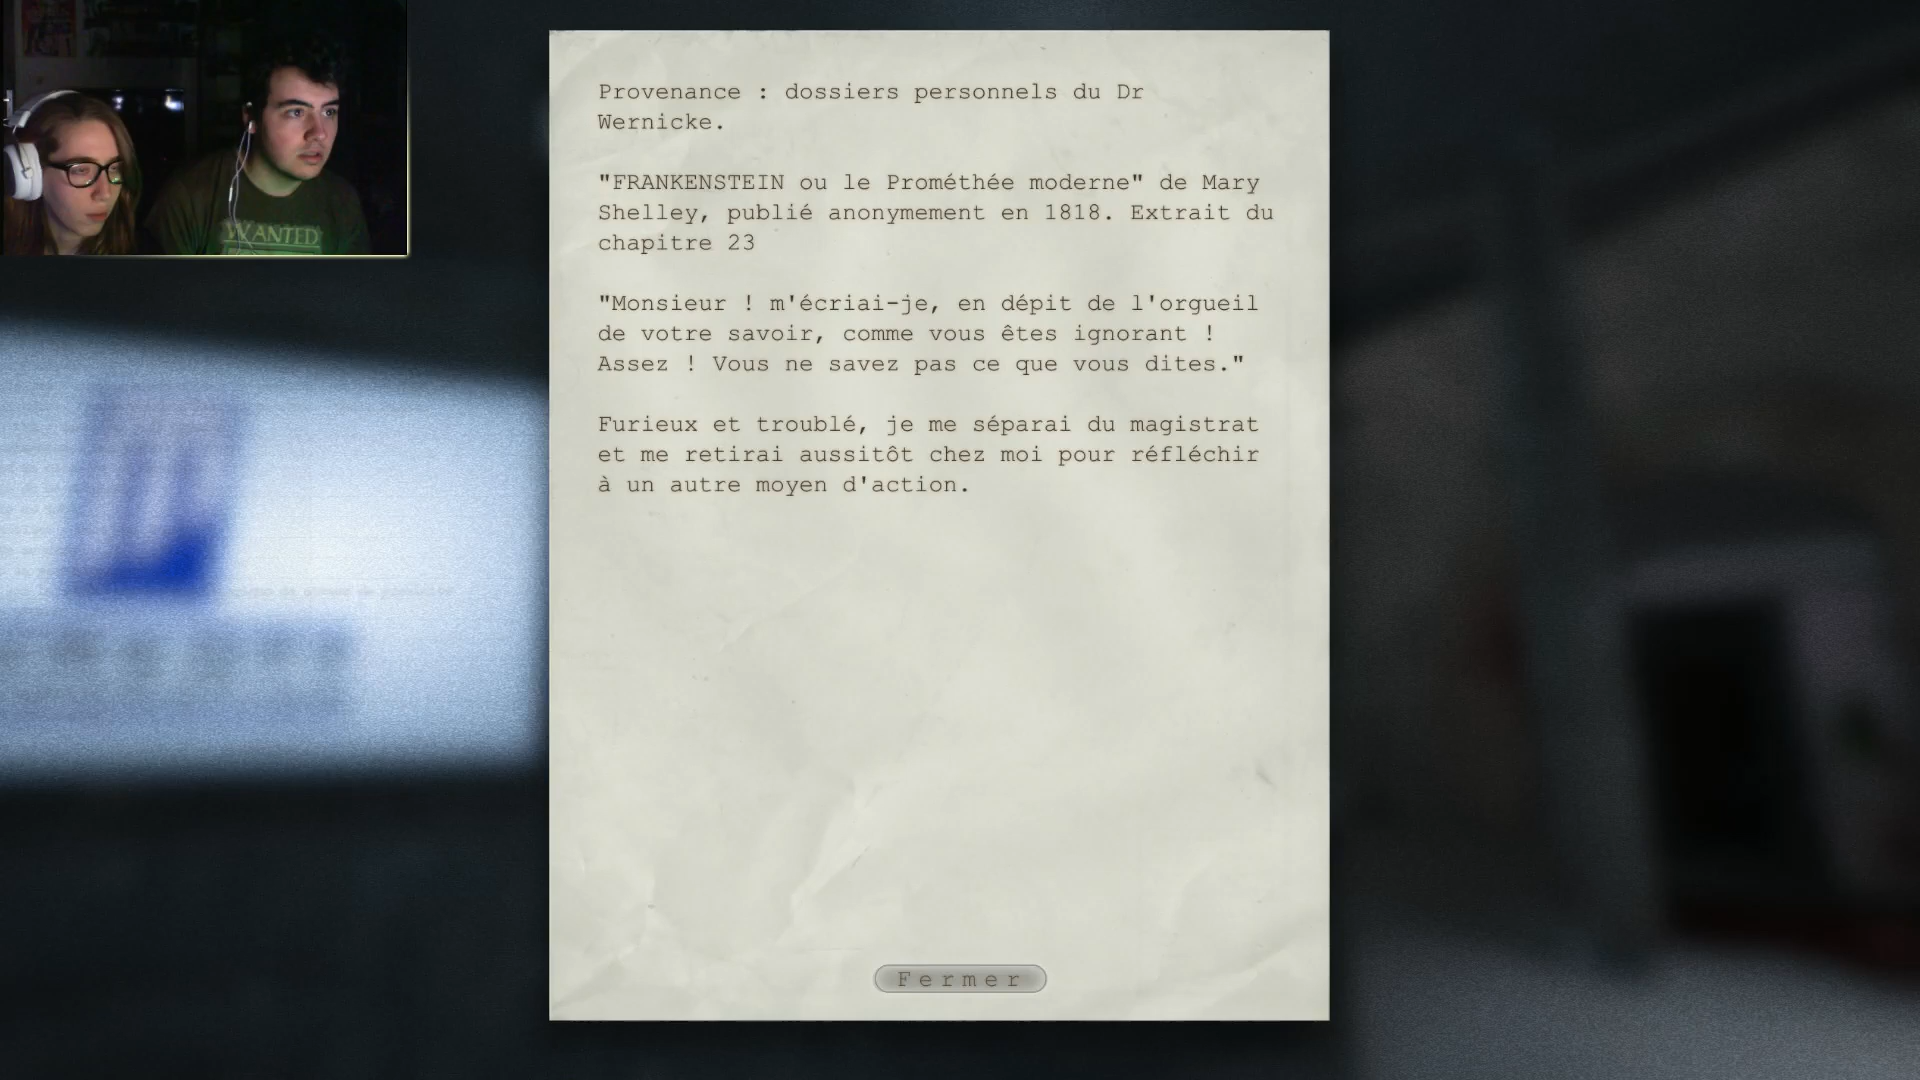 WANTED
Provenance : dossiers personnels du Dr
Wernicke.
"FRANKENSTEIN ou le Prométhée moderne" de Mary
Shelley, publié anonymement en 1818. Extrait du
chapitre 23
"Monsieur ! m'écriai-je, en dépit de l'orgueil
de votre savoir, comme vous êtes ignorant !
Assez ! Vous ne savez pas ce que vous dites."
Furieux et troublé, je me séparai du magistrat
et me retirai aussitôt chez moi pour réfléchir
à un autre moyen d'action.
Fermer